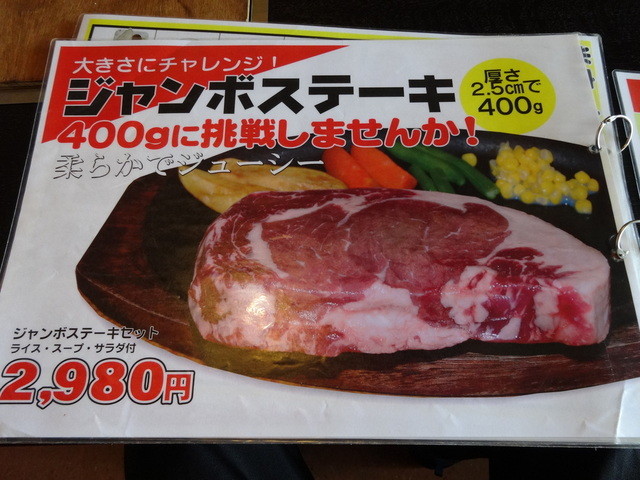 大きさにチャレンジ!
ジャンボステーキ
厚さ
2.5cmで
400g
400gに挑戦しませんか!
柔らかでジューシー
ジャンボステーキセット
ライス・スープ・サラダ付
2,980円